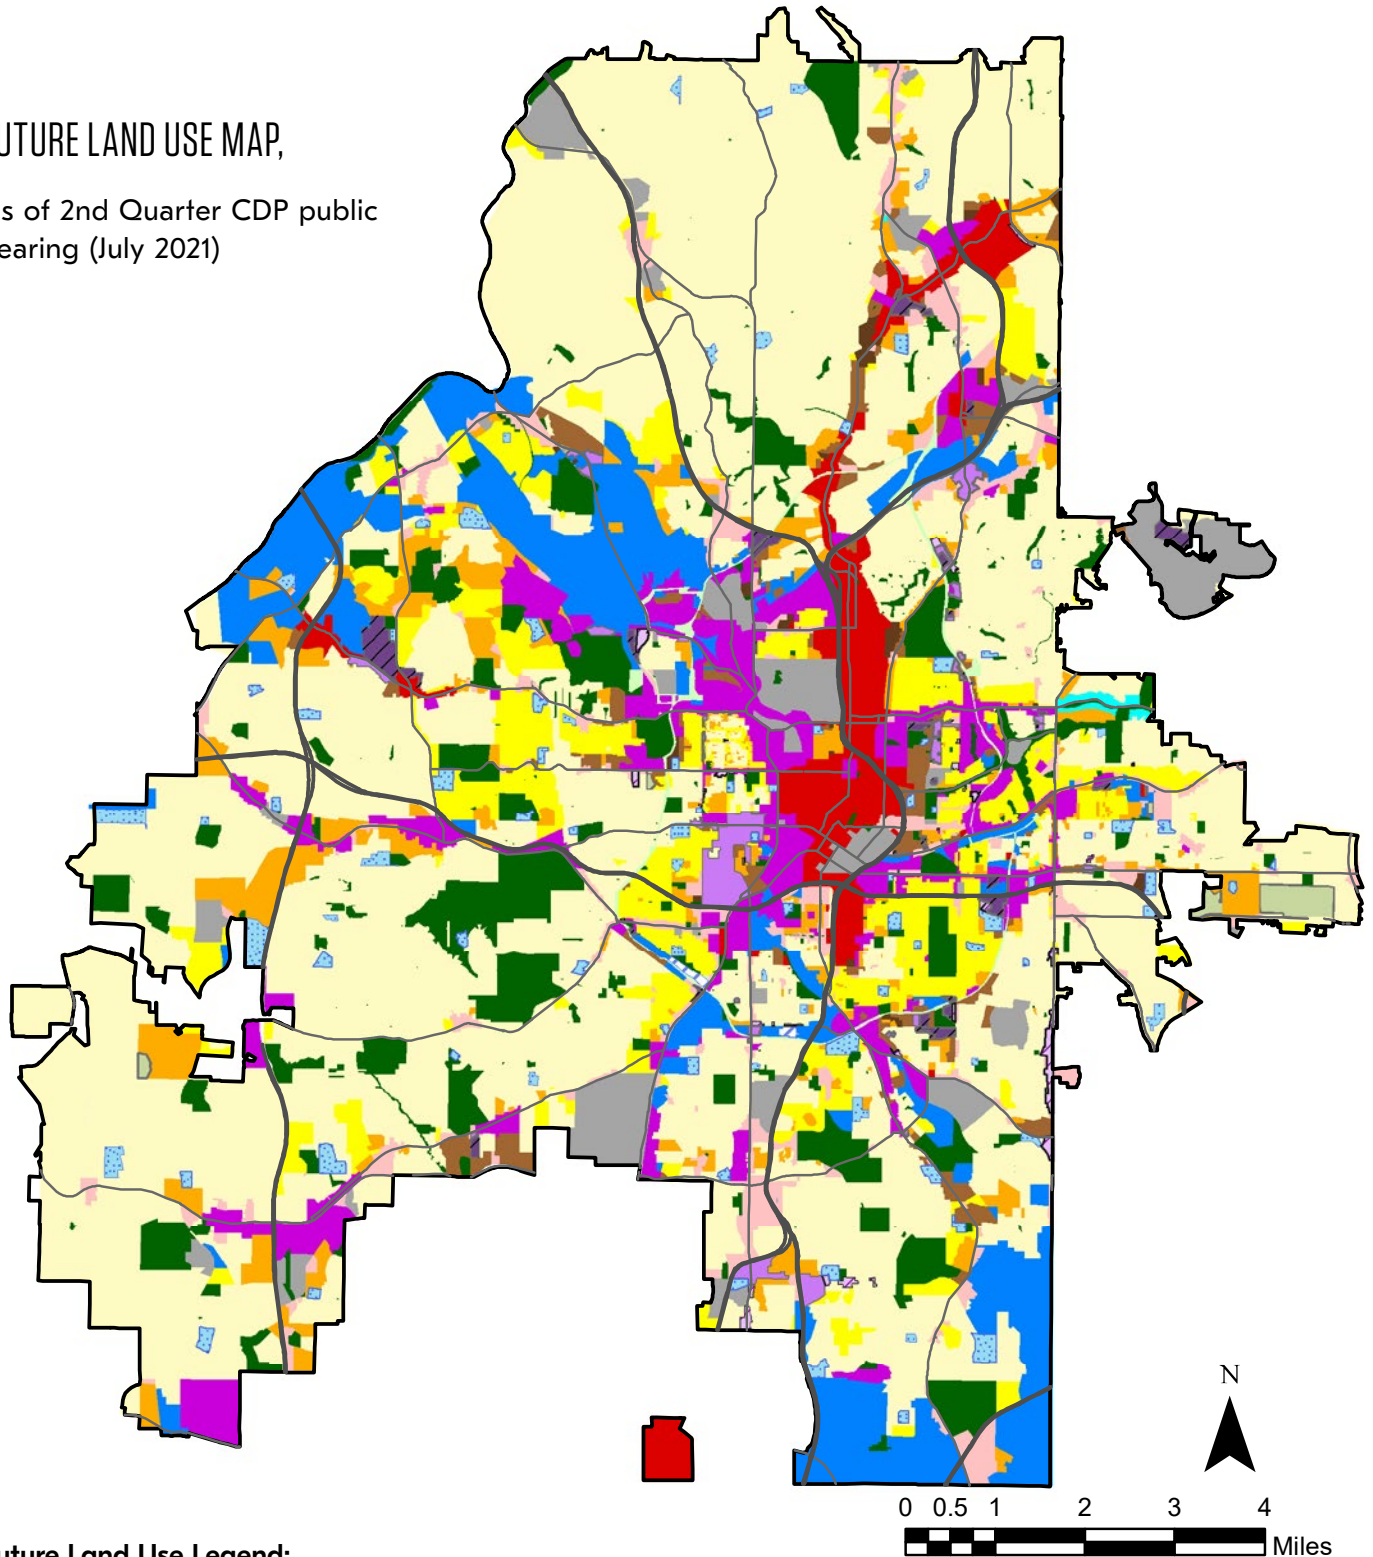 UTURE LAND USE MAP,
s of 2nd Quarter CDP public
earing (July 2021)
N
0 0.5 1 2 3 4
Miles
uture Land Use Legend: